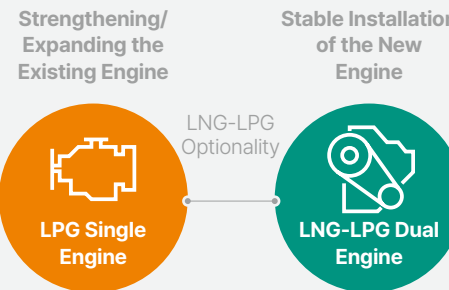 Strengthening/
Expanding the
Existing Engine
Stable Installation
of the New
Engine
LNG-LPG
Optionality
LPG Single
Engine
LNG-LPG Dual
Engine